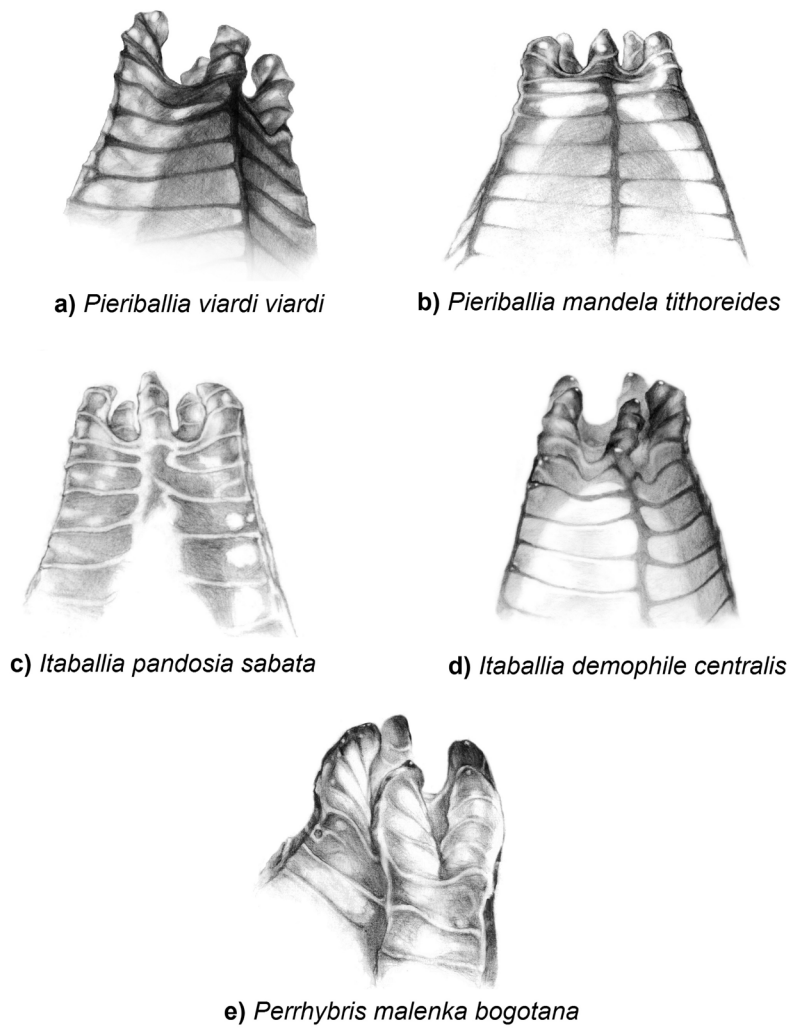 a) Pieriballia viardi viardi
b) Pieriballia mandela tithoreides
c) Itaballia pandosia sabata
d) Itaballia demophile centralis
e) Perrhybris malenka bogotana